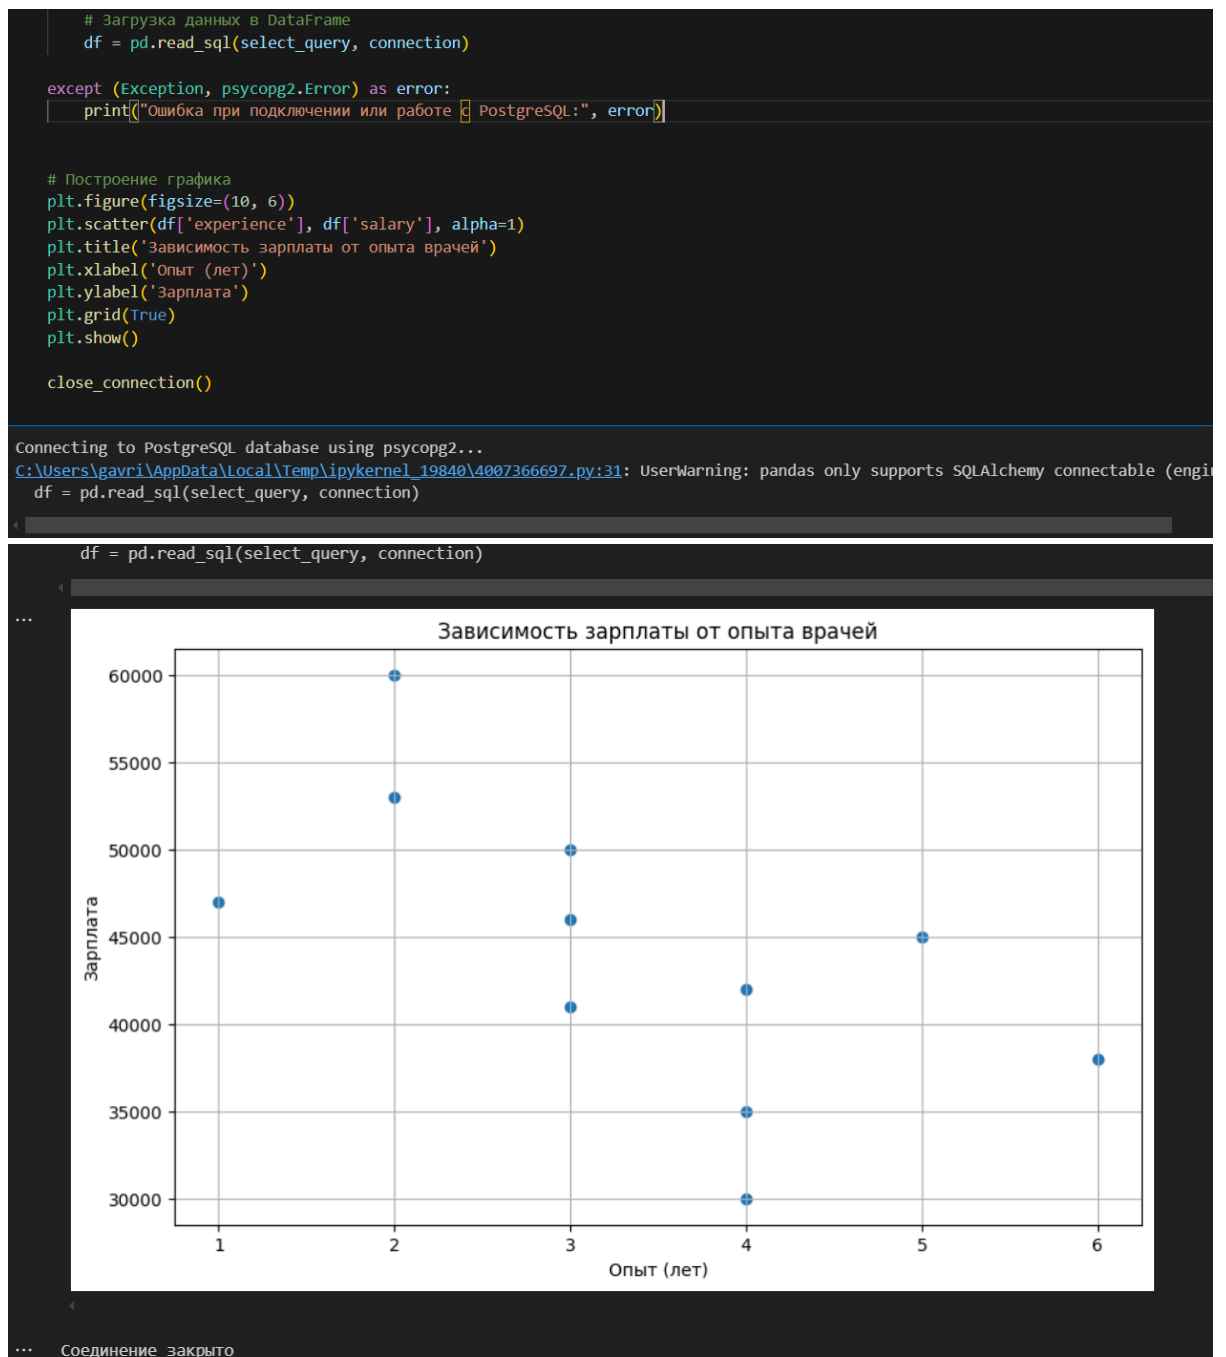 # Загрузка данных в DataFrame
df = pd.read_sql(select_query, connection)
except (Exception, psycopg2.Error) as error:
print("Ошибка при подключении или работе с PostgreSQL:", error)
# Построение графика
plt.figure(figsize=(10, 6))
plt.scatter(df['experience'], df['salary'], alpha=1)
plt.title('Зависимость зарплаты от опыта врачей')
plt.xlabel('Опыт (лет)')
plt.ylabel('Зарплата')
plt.grid(True)
plt.show()
close_connection()
Connecting to PostgreSQL database using psycopg2...
C:\Users\gavri\AppData\Local\Temp\ipykernel_19840\4007366697.py:31: UserWarning: pandas only supports SQLAlchemy connectable (engi
df = pd.read_sql(select_query, connection)
df = pd.read_sql(select_query, connection)
...
Зависимость зарплаты от опыта врачей
60000
55000
50000
45000
40000
35000
30000
Зарплата
1 2 3 4 5 6
Опыт (лет)
... Соединение закрыто